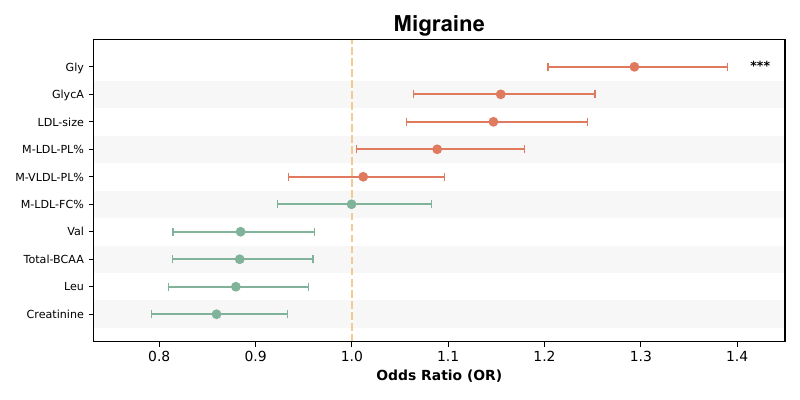 Migraine
Gly
***
GlycA
LDL-size
M-LDL-PL%
M-VLDL-PL%
M-LDL-FC%
Val
Total-BCAA
Leu
Creatinine
0.8 0.9 1.0 1.1 1.2 1.3 1.4
Odds Ratio (OR)